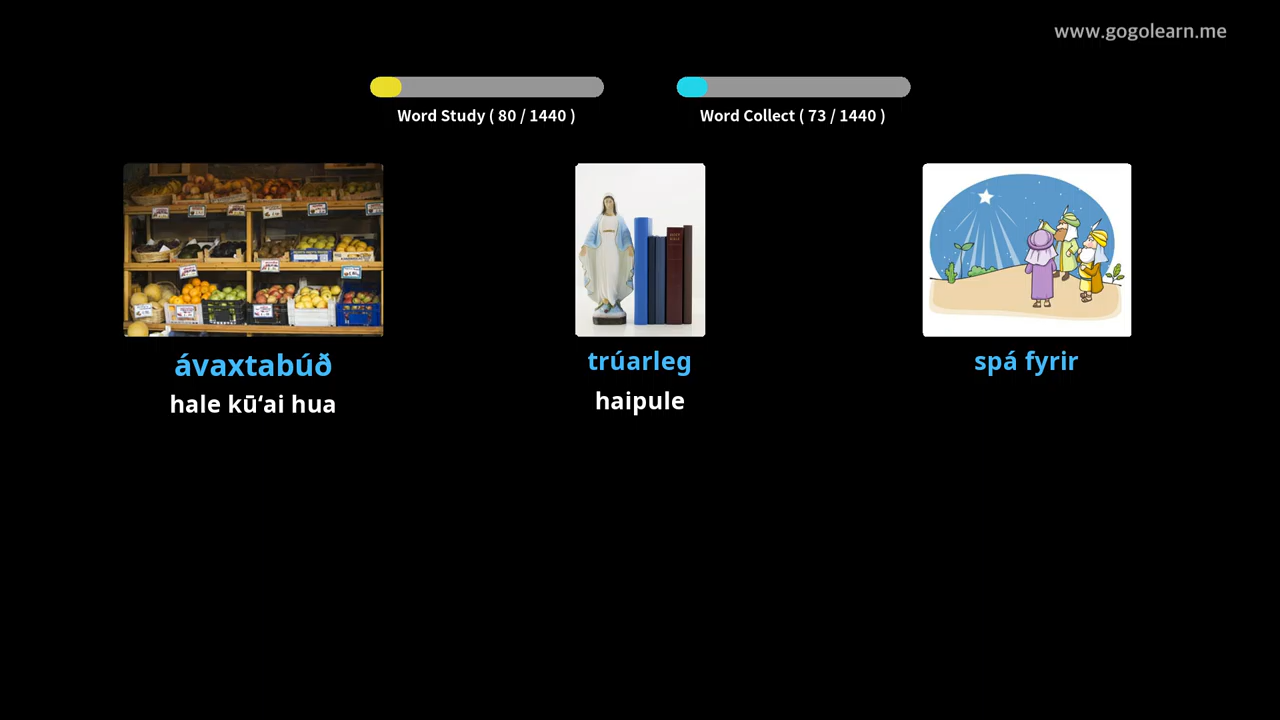 www.gogolearn.me
Word Study ( 80 / 1440 )
Word Collect ( 73 / 1440 )
ávaxtabúð
trúarleg
spá fyrir
hale kūʻai hua
haipule